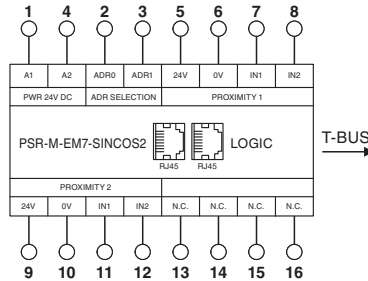 1 4 2 3 5 6 7 8
A1 A2 ADR0 ADR1 24V 0V IN1 IN2
PWR 24V DC ADR SELECTION PROXIMITY 1
PSR-M-EM7-SINCOS2 LOGIC T-BUS
RJ45 RJ45
PROXIMITY 2
24V 0V IN1 IN2 N.C. N.C. N.C. N.C.
9 10 11 12 13 14 15 16